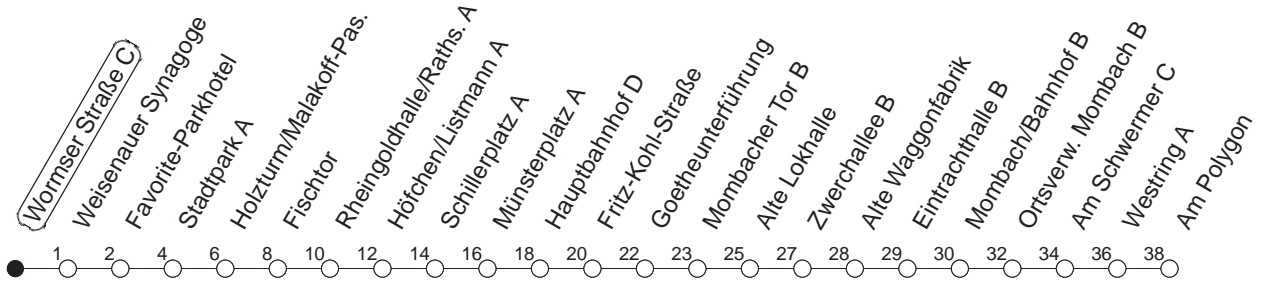 Wormser Straße C
Weisenauer Synagoge
Favorite-Parkhotel
Stadtpark A
Holzturm/Malakoff-Pas.
Fischtor
Rheingoldhalle/Raths. A
Höfchen/Listmann A
Schillerplatz A
Münsterplatz A
Hauptbahnhof D
Fritz-Kohl-Straße
Goetheunterführung
Mombacher Tor B
Alte Lokhalle
Zwerchallee B
Alte Waggonfabrik
Eintrachthalle B
Mombach/Bahnhof B
Ortsverw. Mombach B
Am Schwermer C
Westring A
Am Polygon
1 2 4 6 8 10 12 14 16 18 20 22 23 25 27 28 29 30 32 34 36 38